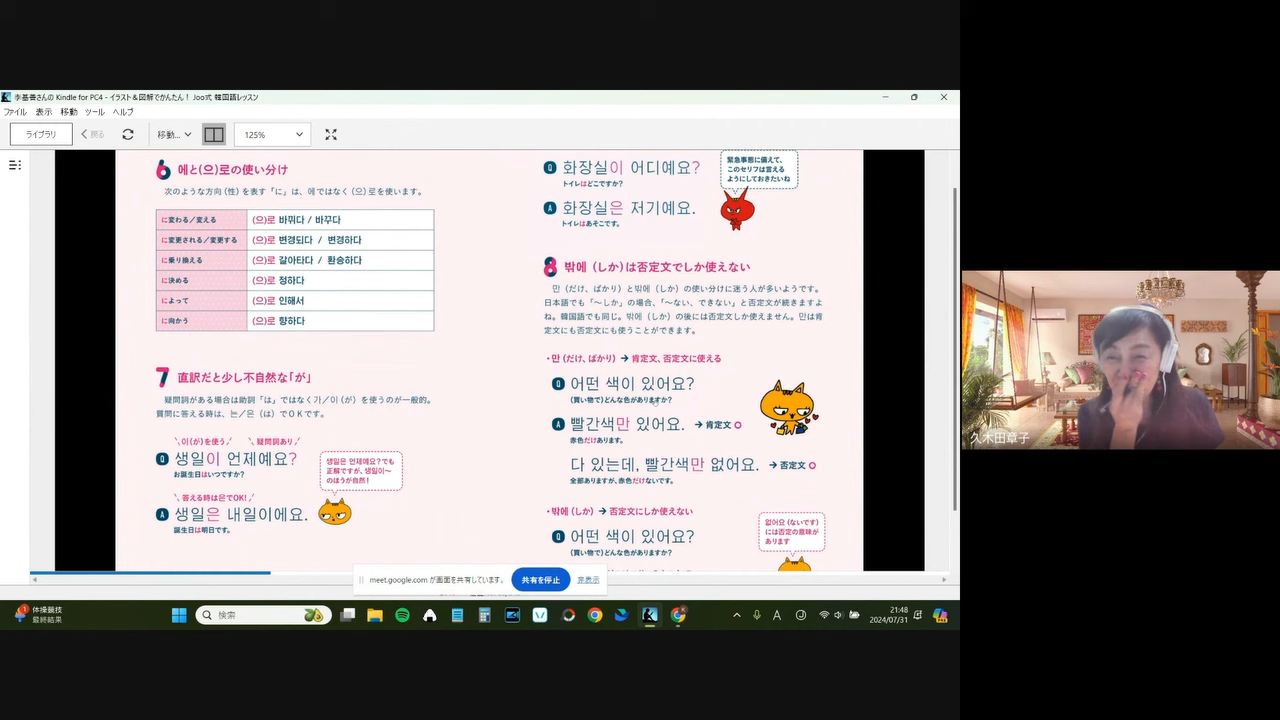 李基善さんの Kindle for PC4 - イラスト＆図解でかんたん！ Joo式 韓国語レッスン
ファイル 表示 移動 ツール ヘルプ
ライブラリ 戻る 移動... 125%
6 에と(으)로の使い分け
次のような方向（性）を表す「に」は、에ではなく（으）로を使います。
に変わる／変える (으)로 바뀌다 / 바꾸다
に変更される／変更する (으)로 변경되다 / 변경하다
に乗り換える (으)로 갈아타다 / 환승하다
に決める (으)로 정하다
によって (으)로 인해서
に向かう (으)로 향하다
7 直訳だと少し不自然な「が」
疑問詞がある場合は助詞「は」ではなく가／이（が）を使うのが一般的。
質問に答える時は、는／은（は）でＯＫです。
＼이(が)を使う／ ＼疑問詞あり／
Q 생일이 언제예요?
お誕生日はいつですか？
생일은 언제예요?でも
正解ですが、생일이〜
のほうが自然！
＼答える時は은でOK!／
A 생일은 내일이에요.
誕生日は明日です。
Q 화장실이 어디예요?
トイレはどこですか？
緊急事態に備えて、
このセリフは言える
ようにしておきたいね
A 화장실은 저기예요.
トイレはあそこです。
8 밖에（しか）は否定文でしか使えない
만（だけ、ばかり）と밖에（しか）の使い分けに迷う人が多いようです。
日本語でも「〜しか」の場合、「〜ない、できない」と否定文が続きますよ
ね。韓国語でも同じ。밖에（しか）の後には否定文しか使えません。만は肯
定文にも否定文にも使うことができます。
・만（だけ、ばかり）→ 肯定文、否定文に使える
Q 어떤 색이 있어요?
（買い物で）どんな色がありますか？
A 빨간색만 있어요. → 肯定文 ○
赤色だけあります。
다 있는데, 빨간색만 없어요. → 否定文 ○
全部ありますが、赤色だけないです。
・밖에（しか）→ 否定文にしか使えない
Q 어떤 색이 있어요?
（買い物で）どんな色がありますか？
없어요（ないです）
には否定の意味が
あります
meet.google.com が画面を共有しています。 共有を停止 非表示
1 体操競技
最終結果
検索
A
21:48
2024/07/31
久木田章子